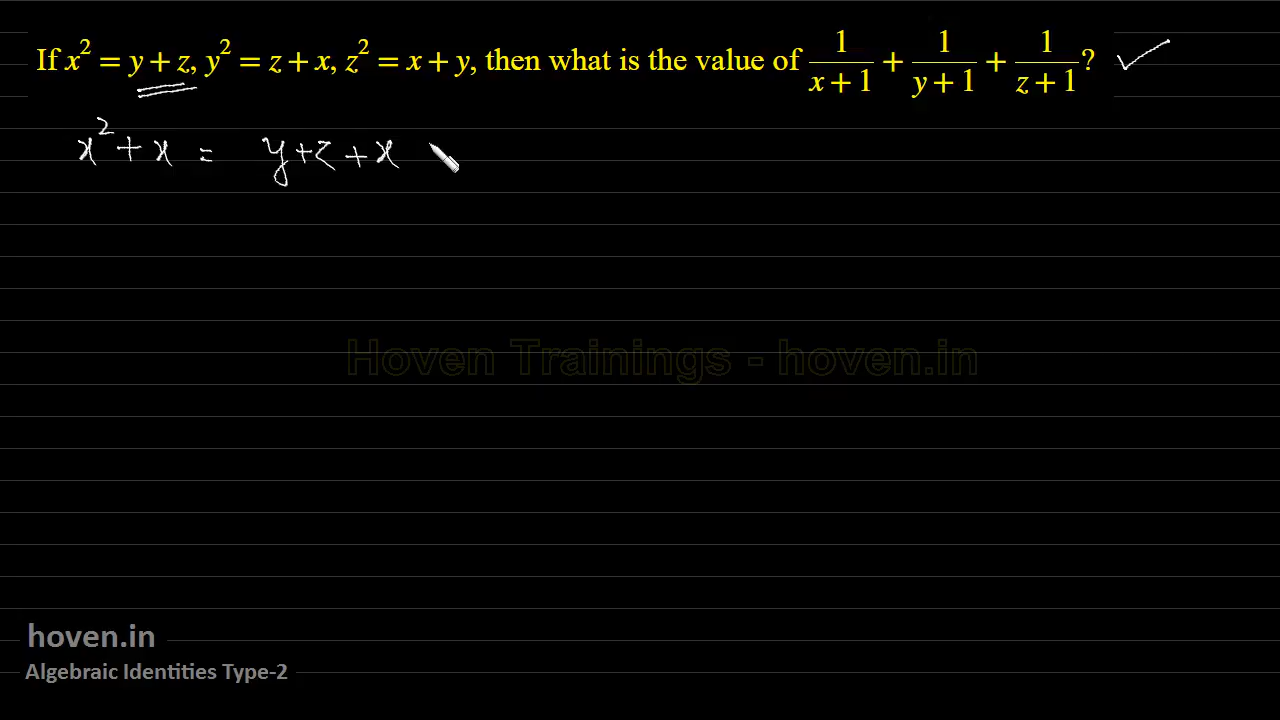 If x² = y + z, y² = z + x, z² = x + y, then what is the value of 1/(x + 1) + 1/(y + 1) + 1/(z + 1)?
x² + x = y + z + x
Hoven Trainings - hoven.in
hoven.in
Algebraic Identities Type-2